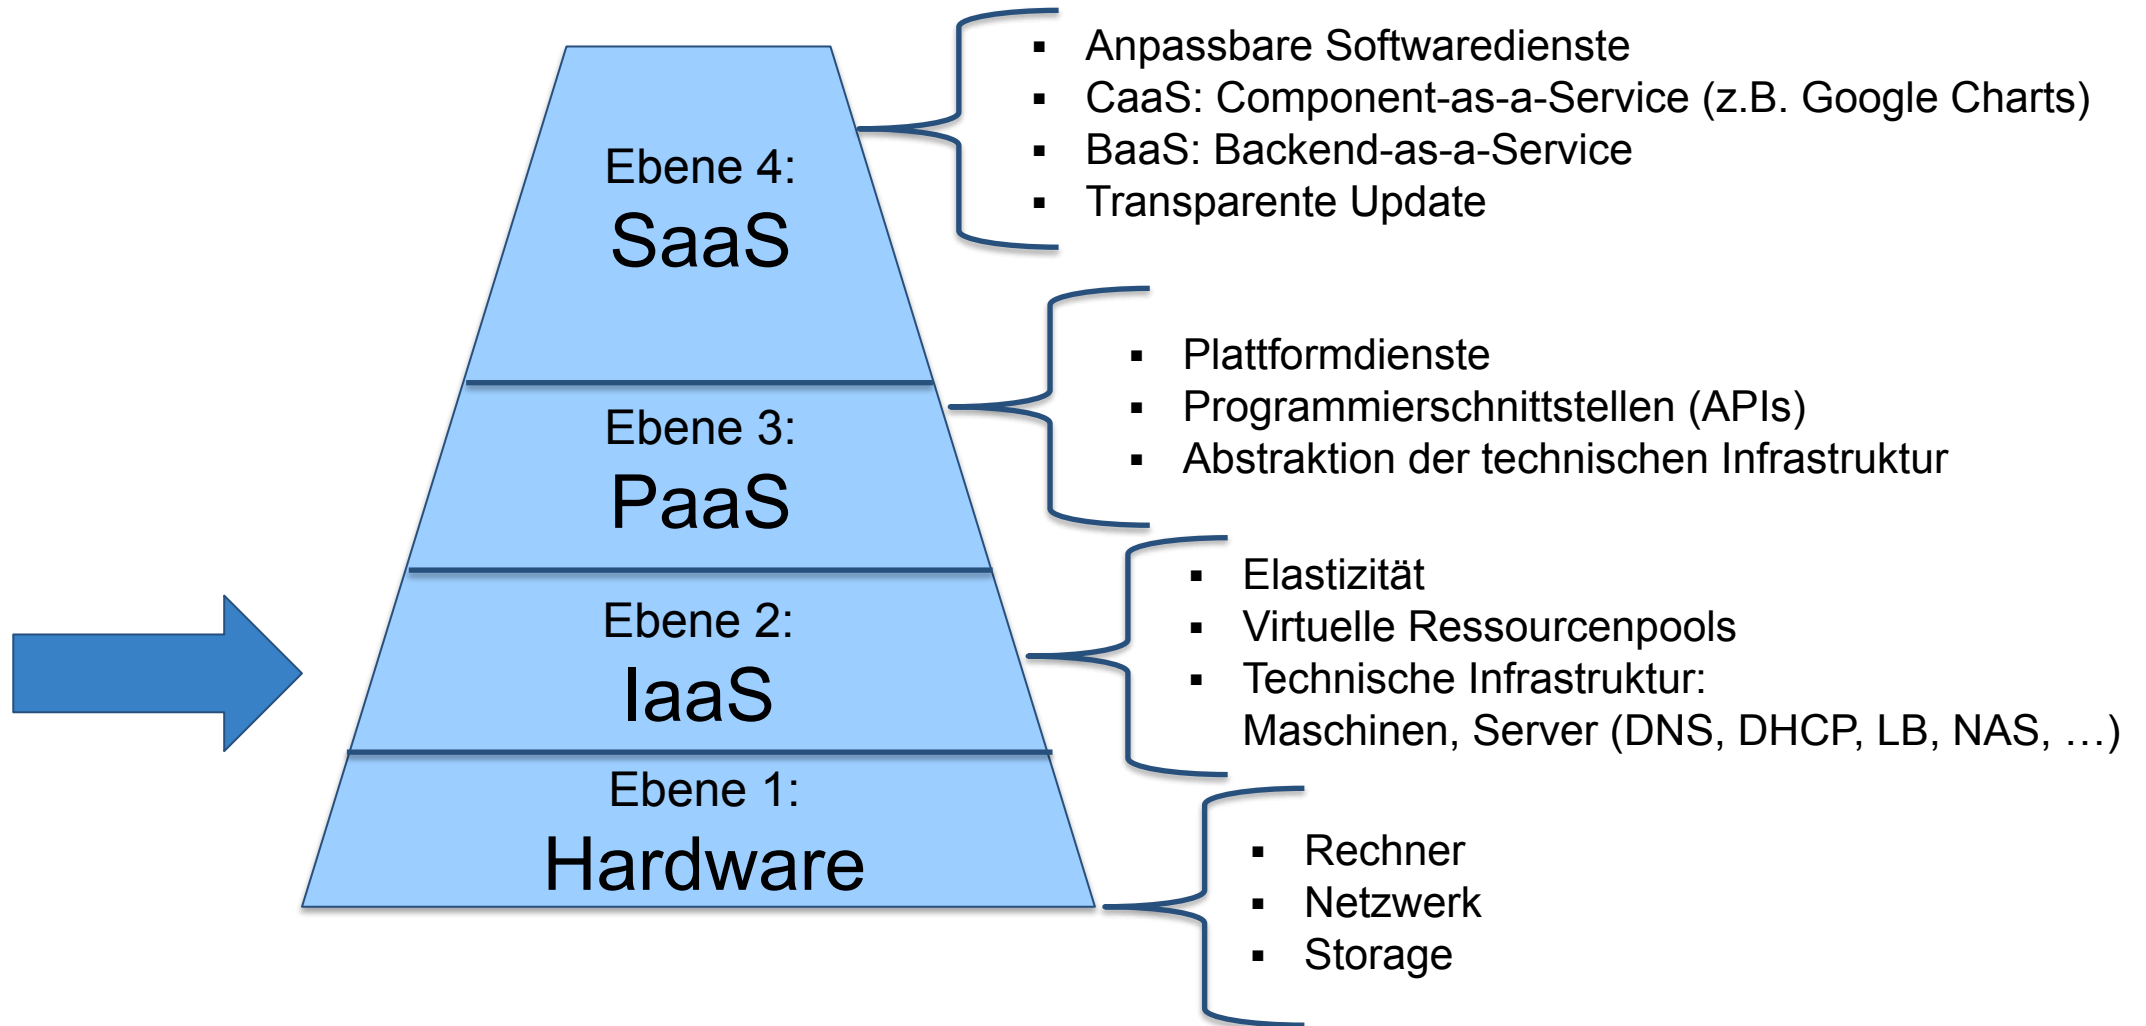 Ebene 4:
SaaS
▪ Anpassbare Softwaredienste
▪ CaaS: Component-as-a-Service (z.B. Google Charts)
▪ BaaS: Backend-as-a-Service
▪ Transparente Update
Ebene 3:
PaaS
▪ Plattformdienste
▪ Programmierschnittstellen (APIs)
▪ Abstraktion der technischen Infrastruktur
Ebene 2:
IaaS
▪ Elastizität
▪ Virtuelle Ressourcenpools
▪ Technische Infrastruktur:
Maschinen, Server (DNS, DHCP, LB, NAS, …)
Ebene 1:
Hardware
▪ Rechner
▪ Netzwerk
▪ Storage